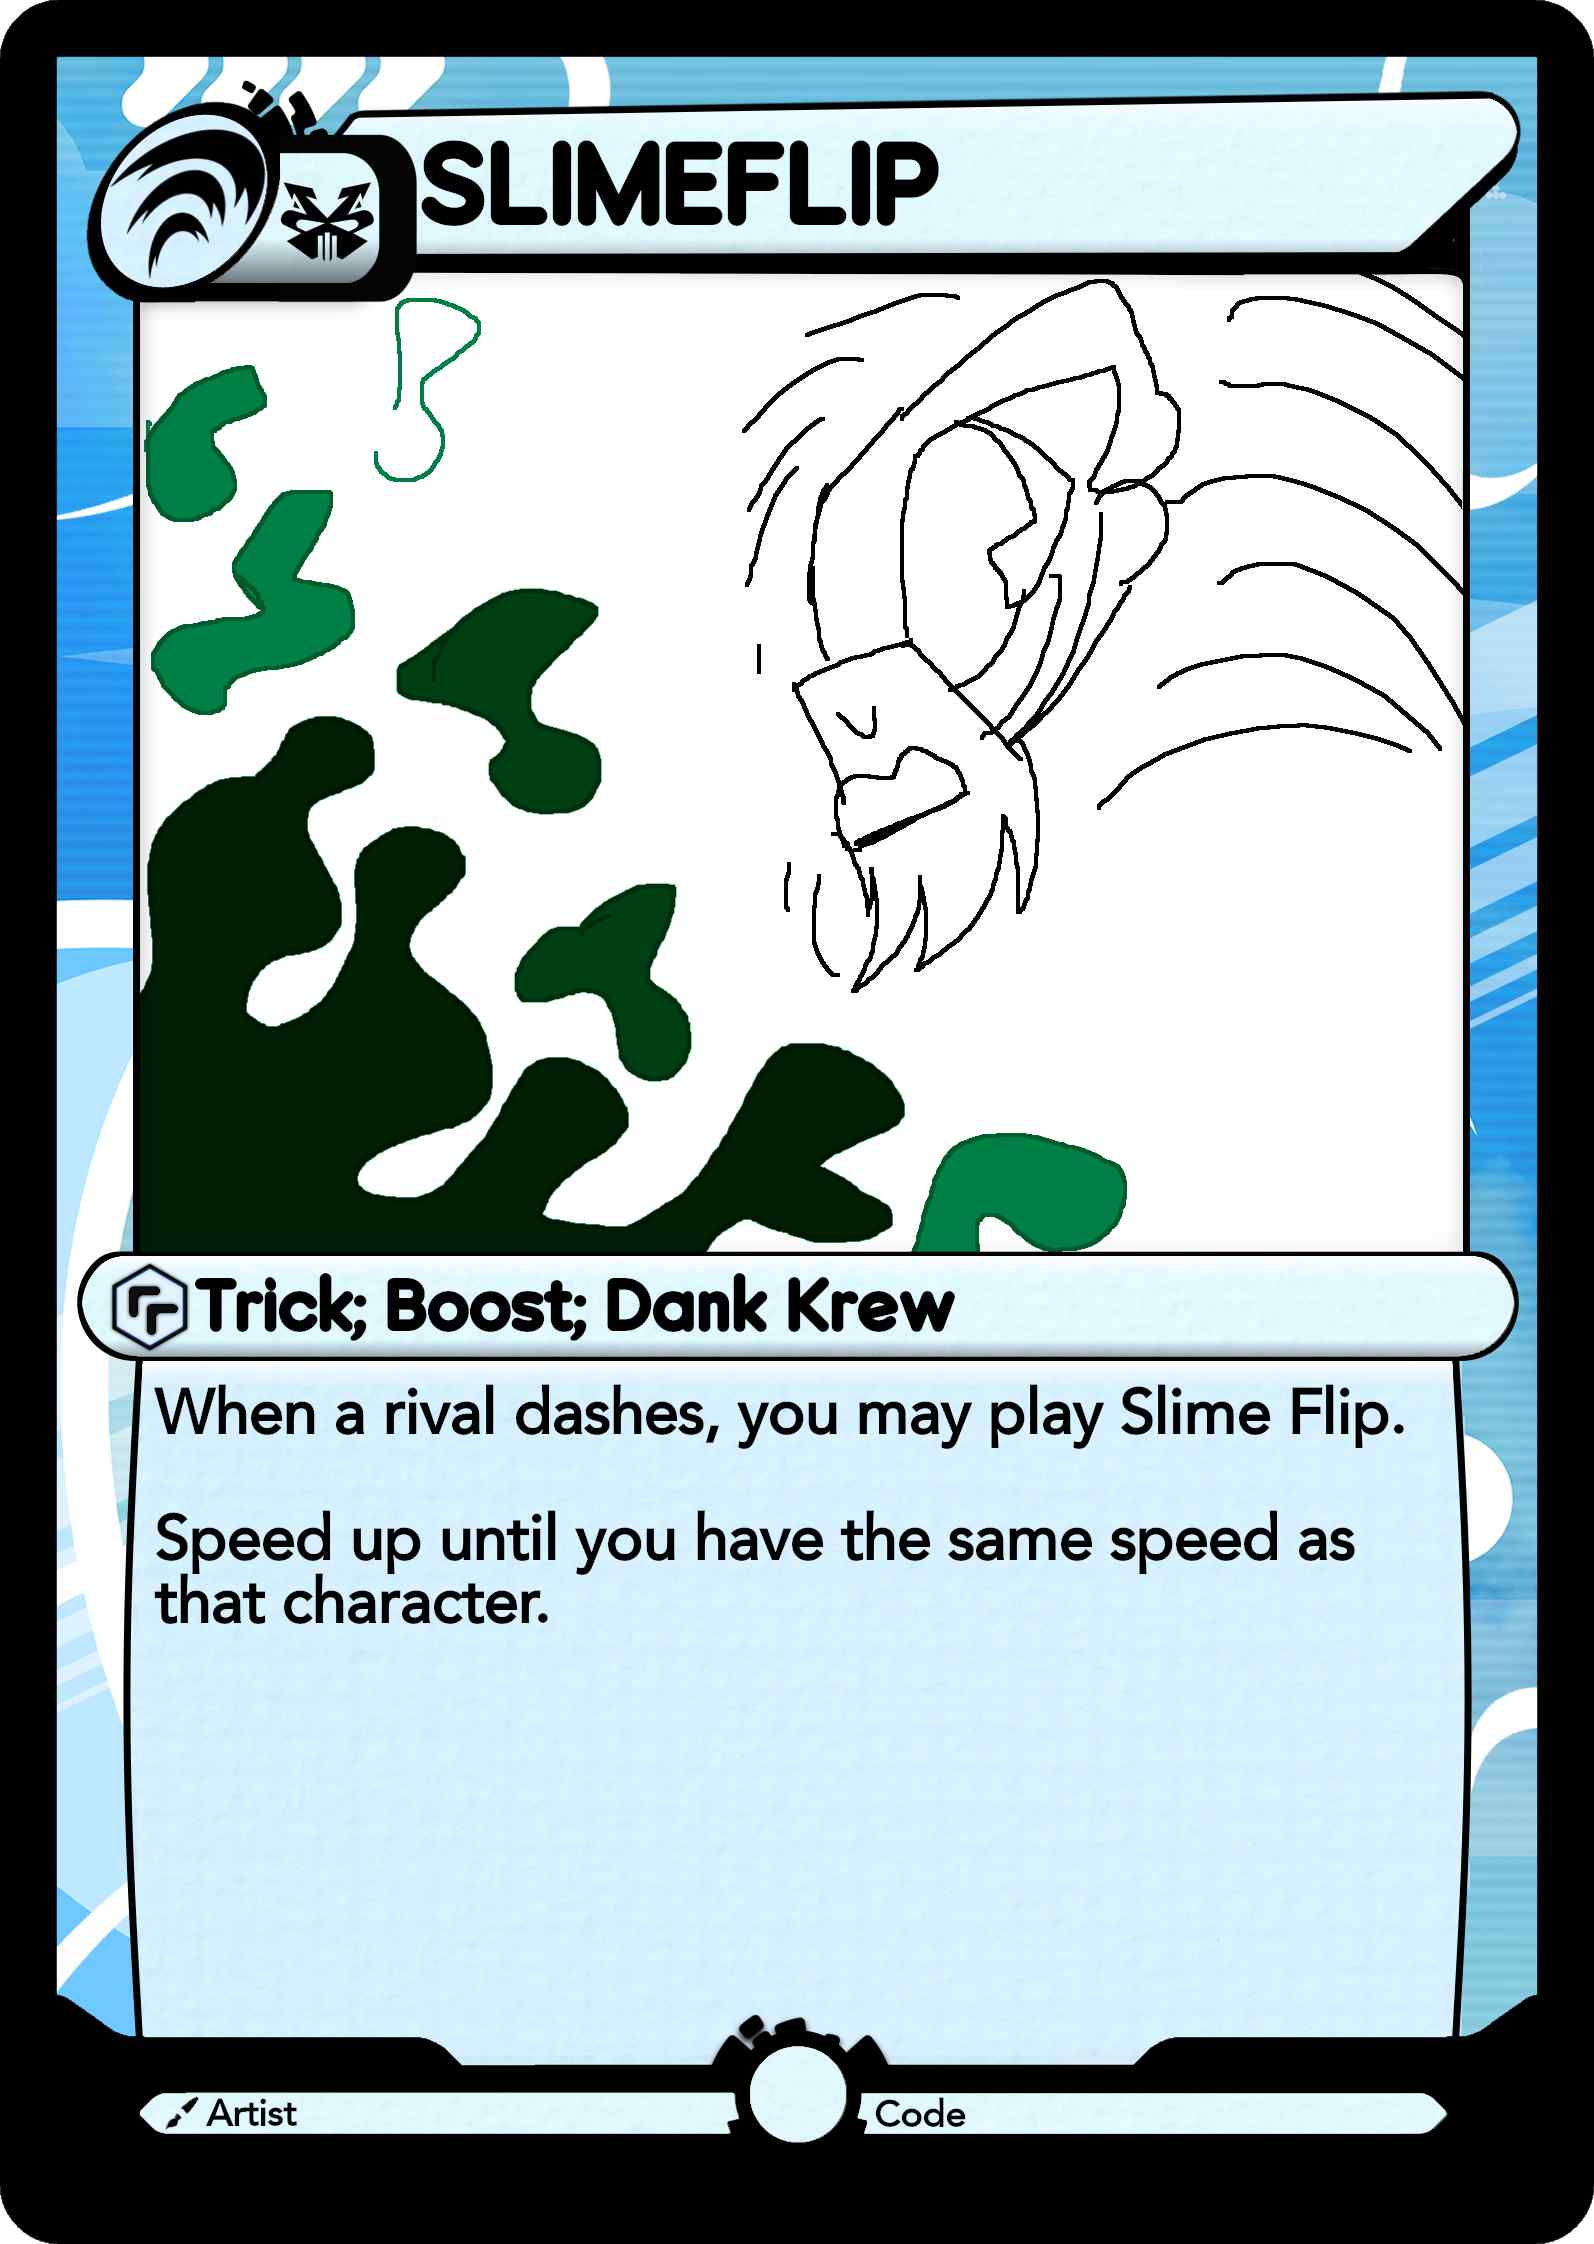 SLIMEFLIP
Trick; Boost; Dank Krew
When a rival dashes, you may play Slime Flip.
Speed up until you have the same speed as
that character.
Artist
Code